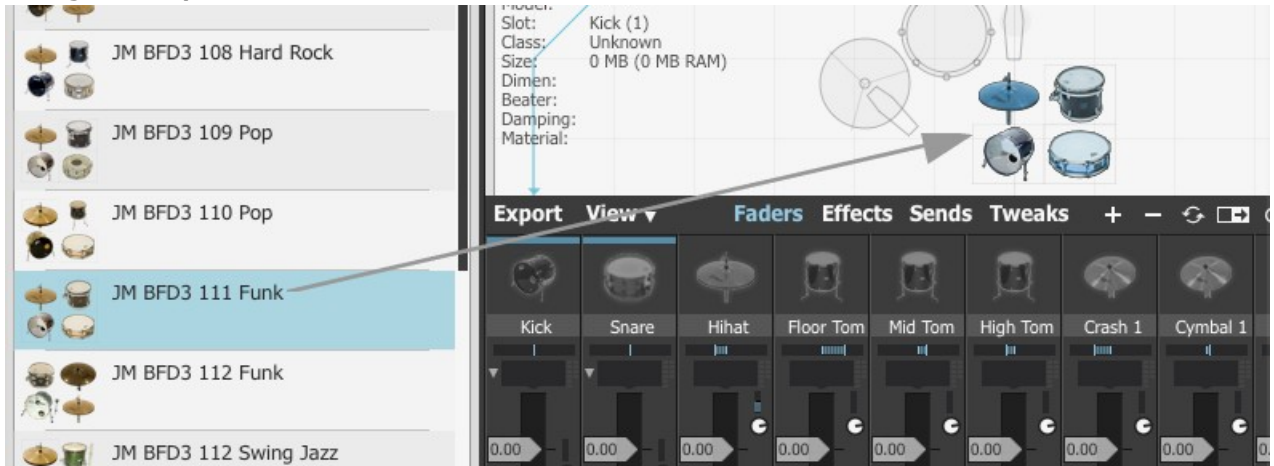 JM BFD3 108 Hard Rock
JM BFD3 109 Pop
JM BFD3 110 Pop
JM BFD3 111 Funk
JM BFD3 112 Funk
JM BFD3 112 Swing Jazz
Model:
Slot: Kick (1)
Class: Unknown
Size: 0 MB (0 MB RAM)
Dimen:
Beater:
Damping:
Material:
Export View ▼ Faders Effects Sends Tweaks + −
Kick Snare Hihat Floor Tom Mid Tom High Tom Crash 1 Cymbal 1
0.00 0.00 0.00 0.00 0.00 0.00 0.00 0.00